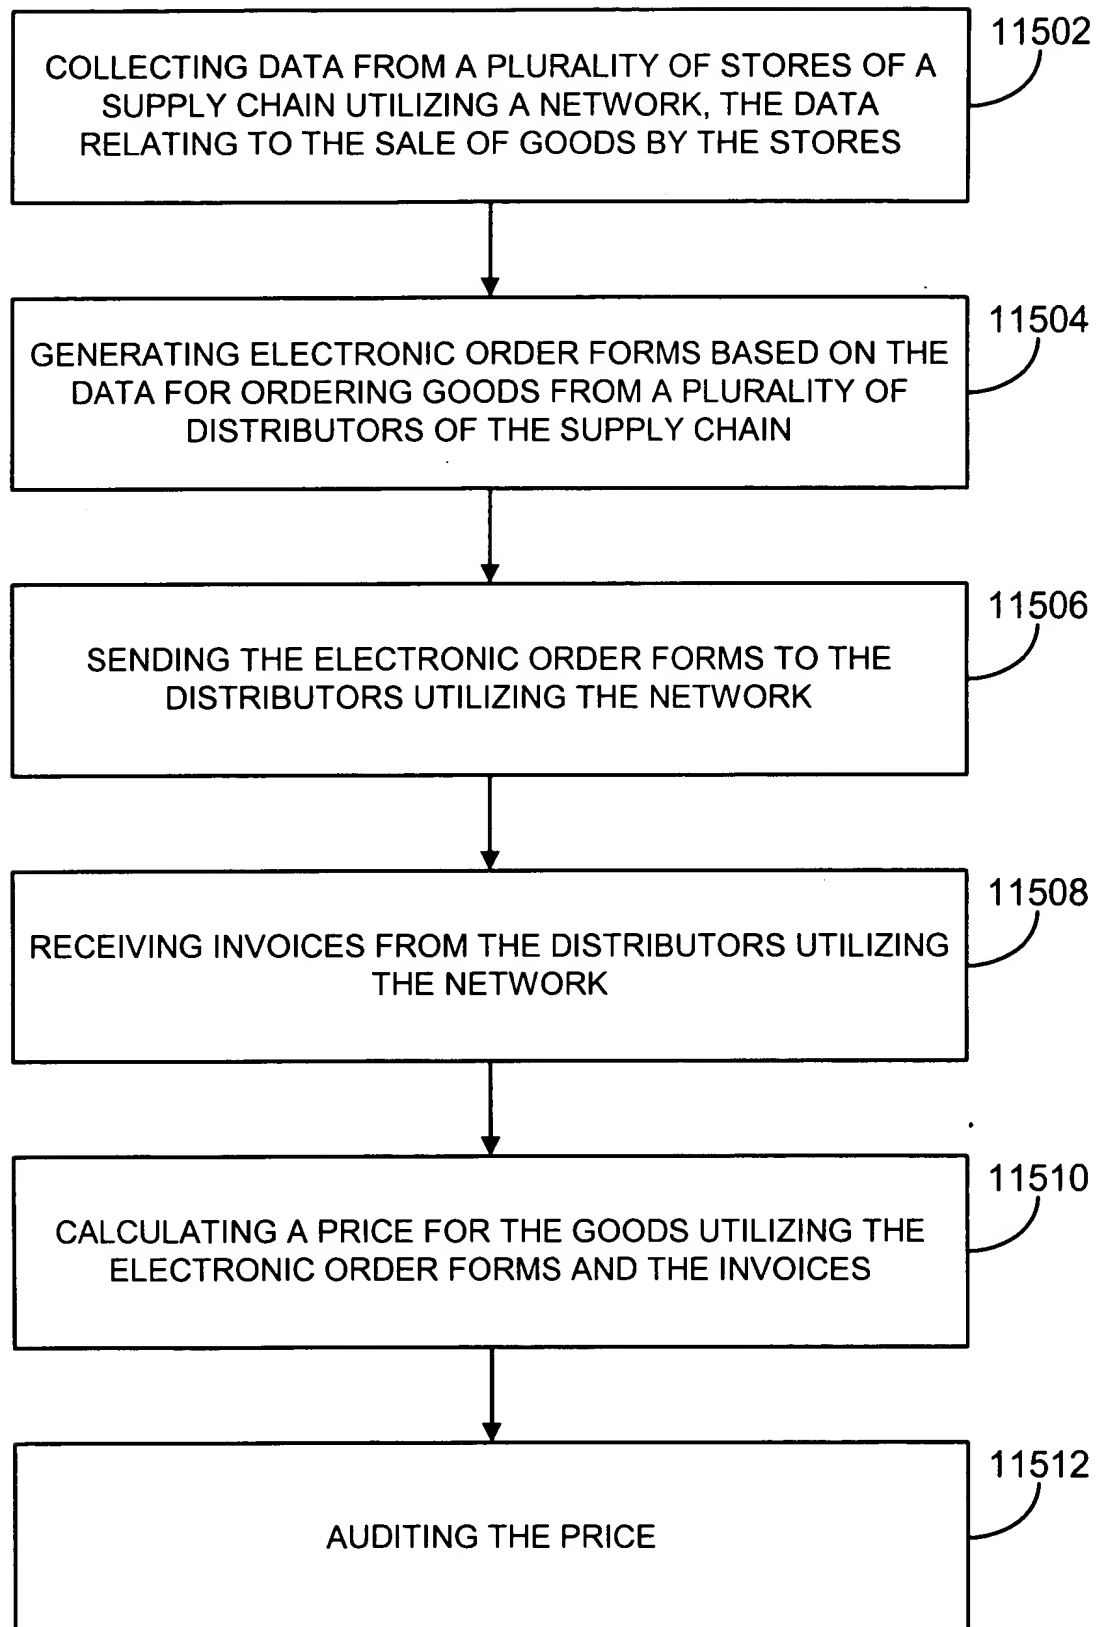 11502
COLLECTING DATA FROM A PLURALITY OF STORES OF A
SUPPLY CHAIN UTILIZING A NETWORK, THE DATA
RELATING TO THE SALE OF GOODS BY THE STORES
11504
GENERATING ELECTRONIC ORDER FORMS BASED ON THE
DATA FOR ORDERING GOODS FROM A PLURALITY OF
DISTRIBUTORS OF THE SUPPLY CHAIN
11506
SENDING THE ELECTRONIC ORDER FORMS TO THE
DISTRIBUTORS UTILIZING THE NETWORK
11508
RECEIVING INVOICES FROM THE DISTRIBUTORS UTILIZING
THE NETWORK
11510
CALCULATING A PRICE FOR THE GOODS UTILIZING THE
ELECTRONIC ORDER FORMS AND THE INVOICES
11512
AUDITING THE PRICE